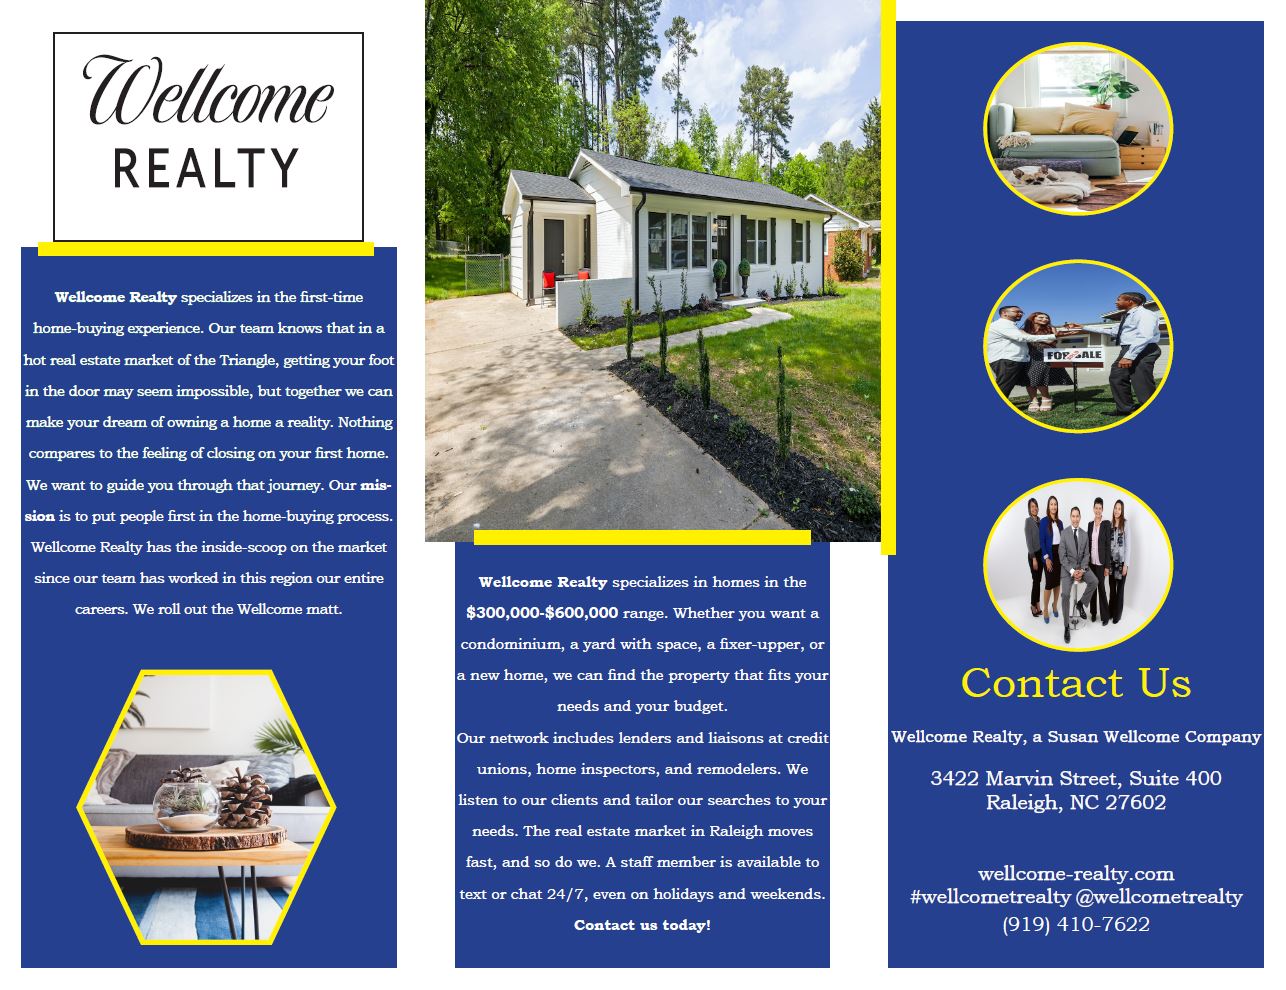 Wellcome
REALTY
Wellcome Realty specializes in the first-time
home-buying experience. Our team knows that in a
hot real estate market of the Triangle, getting your foot
in the door may seem impossible, but together we can
make your dream of owning a home a reality. Nothing
compares to the feeling of closing on your first home.
We want to guide you through that journey. Our mis-
sion is to put people first in the home-buying process.
Wellcome Realty has the inside-scoop on the market
since our team has worked in this region our entire
careers. We roll out the Wellcome matt.
Wellcome Realty specializes in homes in the
$300,000-$600,000 range. Whether you want a
condominium, a yard with space, a fixer-upper, or
a new home, we can find the property that fits your
needs and your budget.
Our network includes lenders and liaisons at credit
unions, home inspectors, and remodelers. We
listen to our clients and tailor our searches to your
needs. The real estate market in Raleigh moves
fast, and so do we. A staff member is available to
text or chat 24/7, even on holidays and weekends.
Contact us today!
FOR SALE
Contact Us
Wellcome Realty, a Susan Wellcome Company
3422 Marvin Street, Suite 400
Raleigh, NC 27602
wellcome-realty.com
#wellcometrealty @wellcometrealty
(919) 410-7622